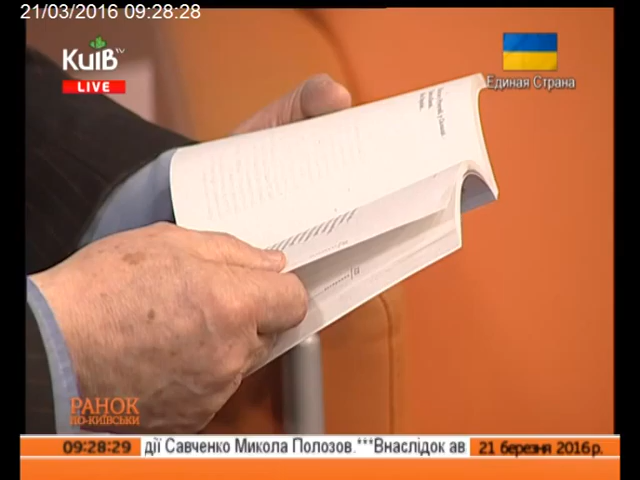 21/03/2016 09:28:28
КиїВ tv
LIVE
Единая Страна
РАНОК
ПО-КИЇВСЬКИ
09:28:29
дії Савченко Микола Полозов.***Внаслідок ав
21 березня 2016р.